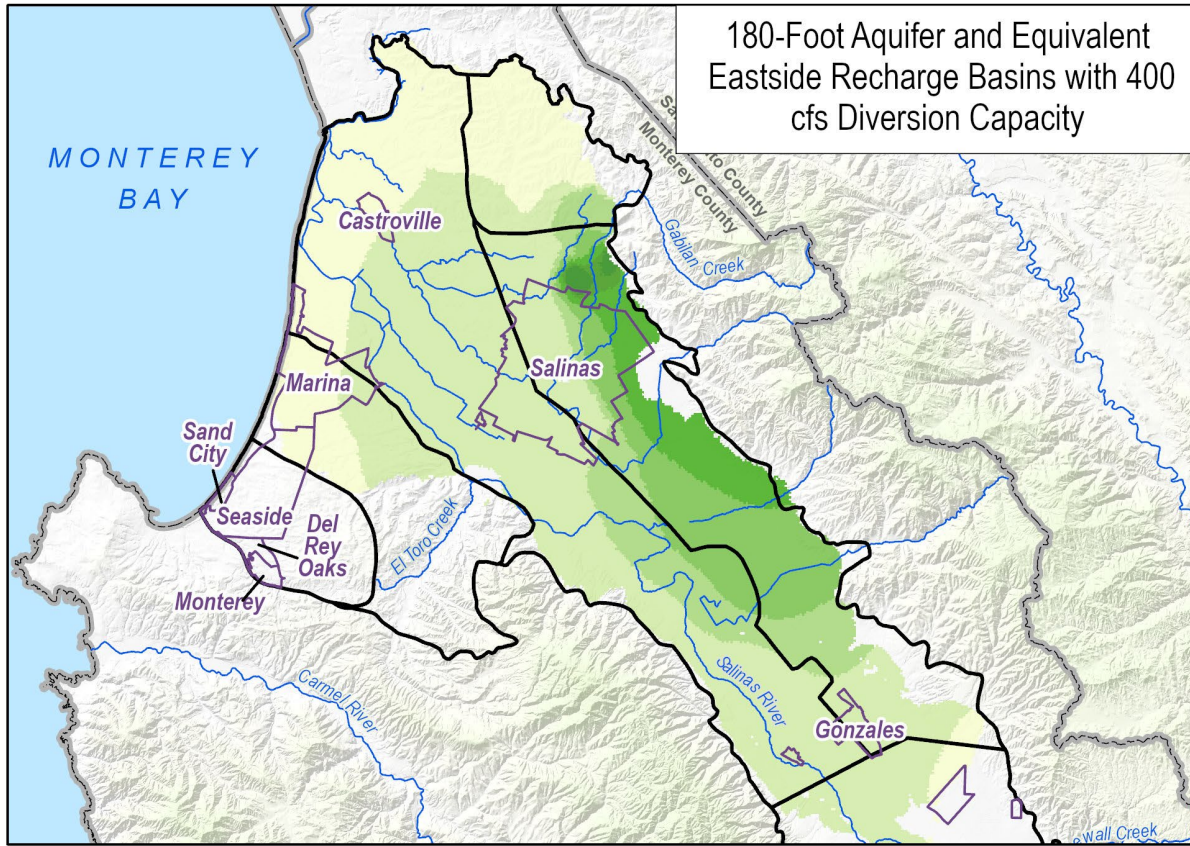 180-Foot Aquifer and Equivalent
Eastside Recharge Basins with 400
cfs Diversion Capacity
Monterey County
MONTEREY
BAY
Castroville
Gabilan Creek
Salinas
Marina
Sand
City
Seaside
Del
Rey
Oaks
Monterey
El Toro Creek
Carmel River
Salinas River
Gonzales
Creek